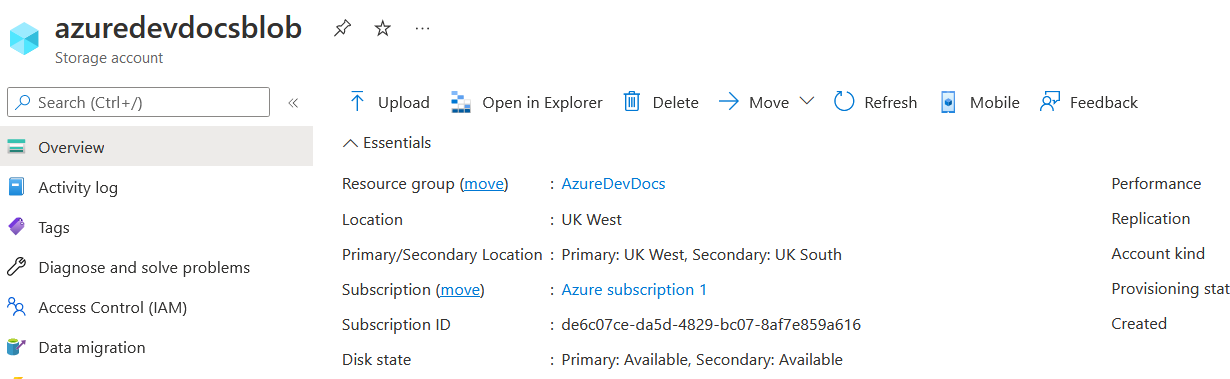 azuredevdocsblob
Storage account
Search (Ctrl+/)
Upload Open in Explorer Delete Move Refresh Mobile Feedback
Essentials
Overview
Activity log
Tags
Diagnose and solve problems
Access Control (IAM)
Data migration
Resource group (move) : AzureDevDocs
Location : UK West
Primary/Secondary Location : Primary: UK West, Secondary: UK South
Subscription (move) : Azure subscription 1
Subscription ID : de6c07ce-da5d-4829-bc07-8af7e859a616
Disk state : Primary: Available, Secondary: Available
Performance
Replication
Account kind
Provisioning stat
Created